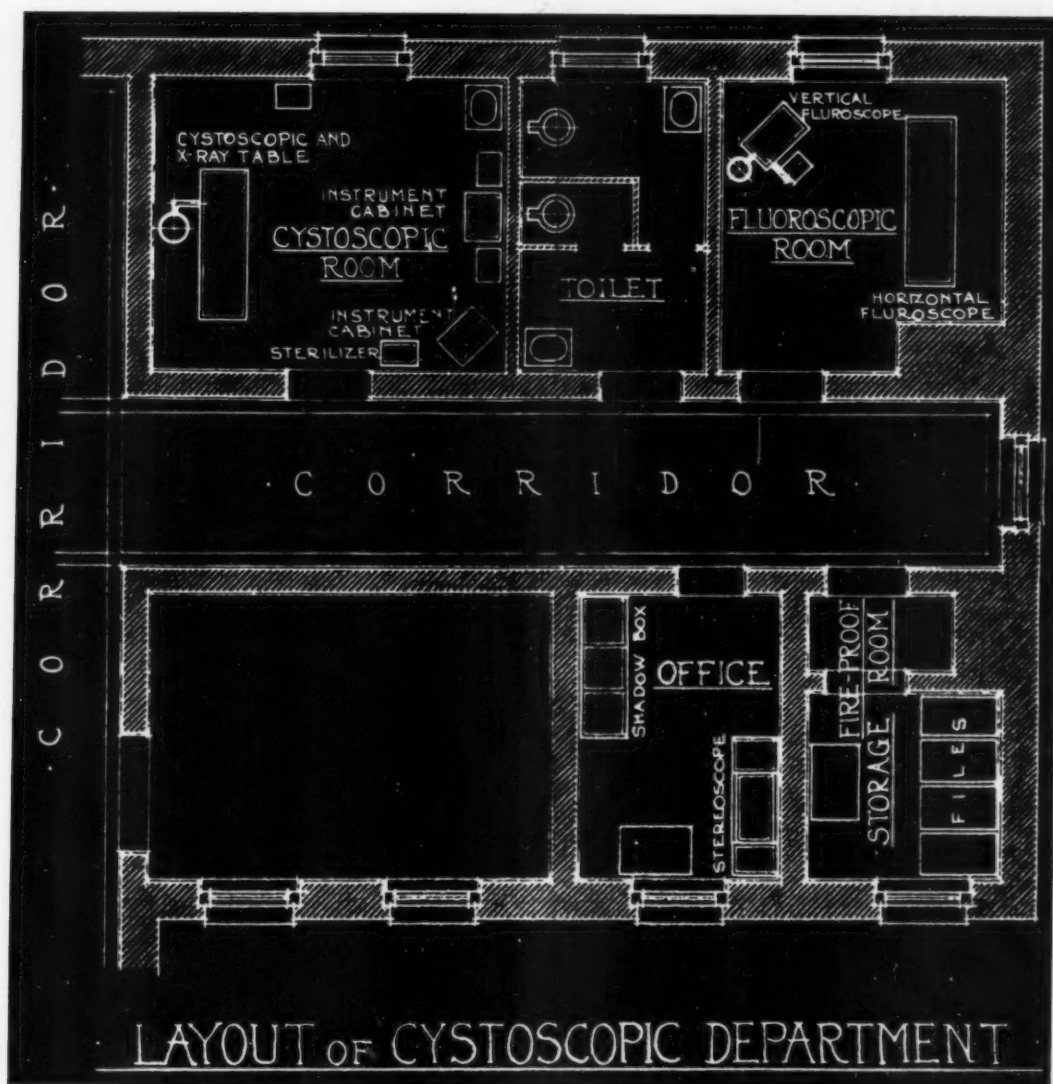 CYSTOSCOPIC AND
X-RAY TABLE
INSTRUMENT
CABINET
CYSTOSCOPIC
ROOM
INSTRUMENT
CABINET
STERILIZER
TOILET
VERTICAL
FLUROSCOPE
FLUOROSCOPIC
ROOM
HORIZONTAL
FLUROSCOPE
CORRIDOR
CORRIDOR
SHADOW BOX
OFFICE
STEREOSCOPE
FIRE-PROOF
STORAGE ROOM
FILES
LAYOUT OF CYSTOSCOPIC DEPARTMENT